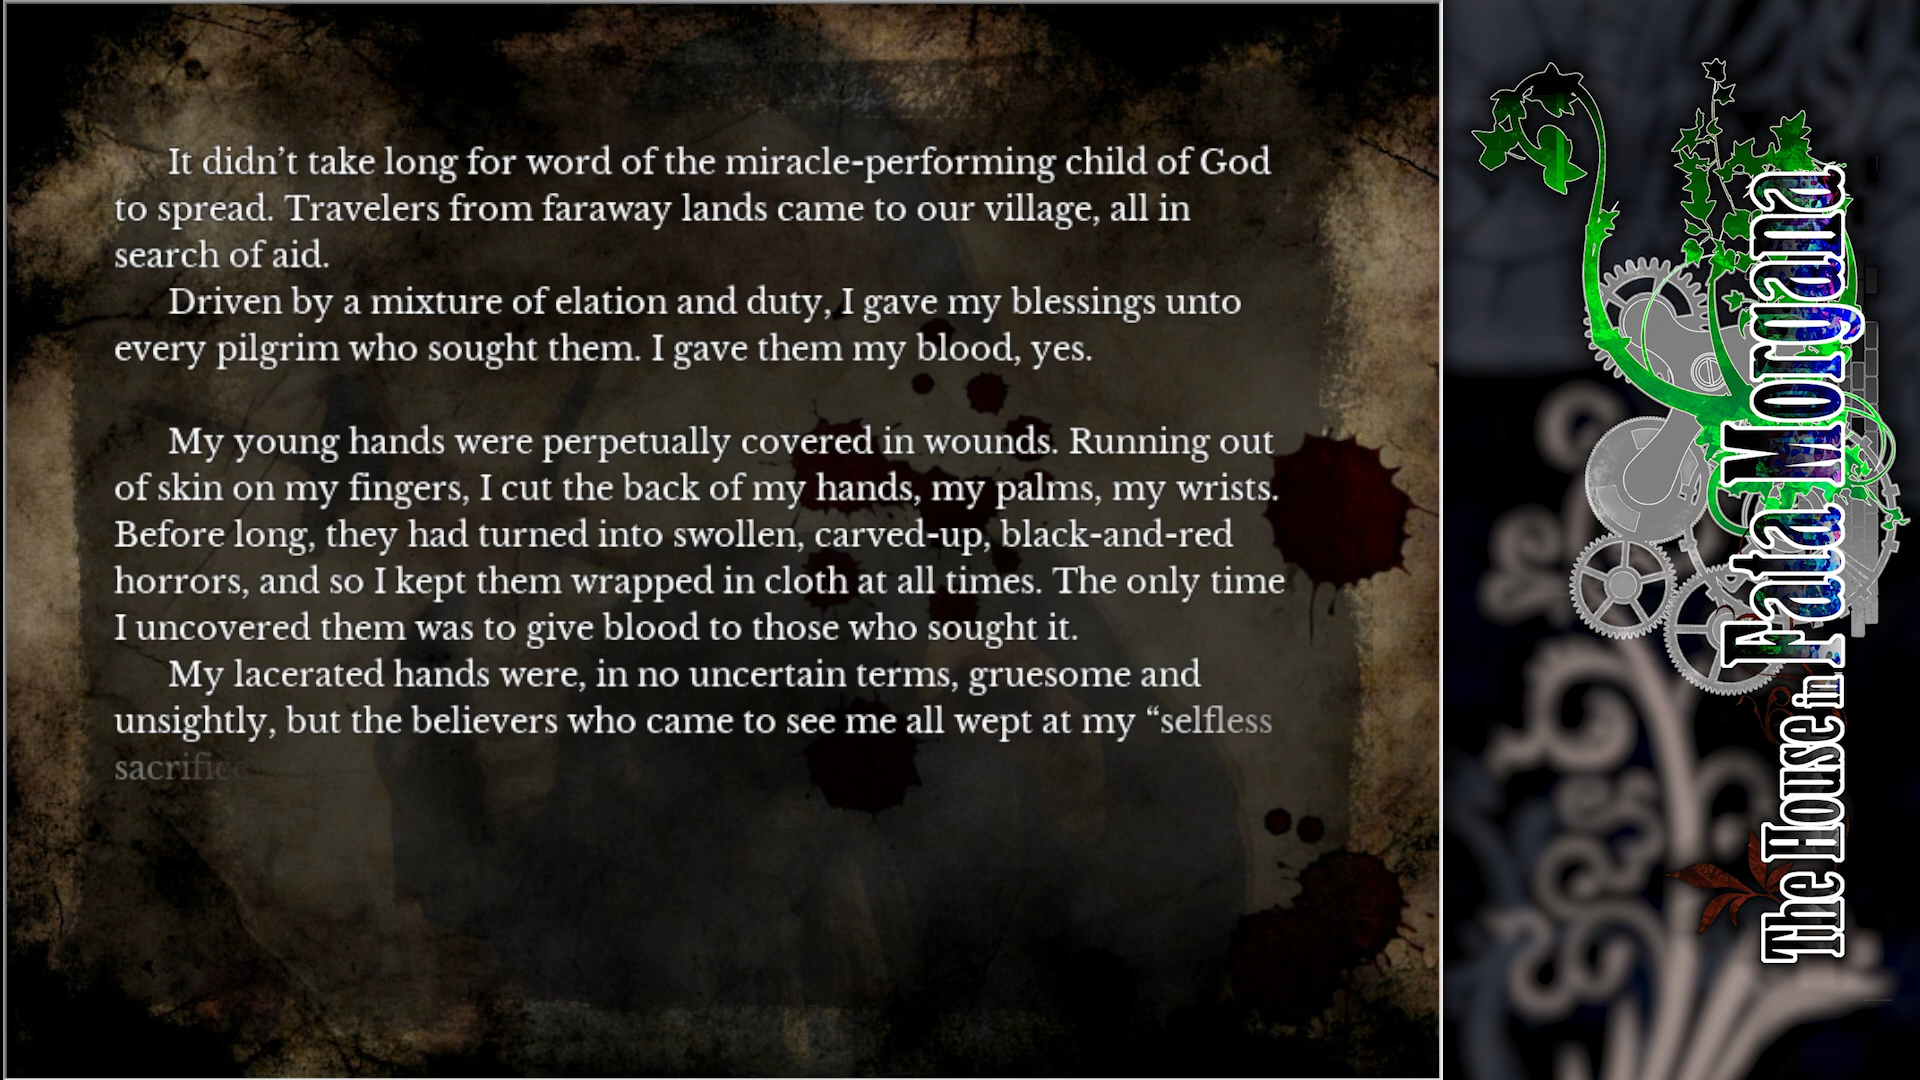 It didn’t take long for word of the miracle-performing child of God
to spread. Travelers from faraway lands came to our village, all in
search of aid.
Driven by a mixture of elation and duty, I gave my blessings unto
every pilgrim who sought them. I gave them my blood, yes.
My young hands were perpetually covered in wounds. Running out
of skin on my fingers, I cut the back of my hands, my palms, my wrists.
Before long, they had turned into swollen, carved-up, black-and-red
horrors, and so I kept them wrapped in cloth at all times. The only time
I uncovered them was to give blood to those who sought it.
My lacerated hands were, in no uncertain terms, gruesome and
unsightly, but the believers who came to see me all wept at my “selfless
sacrifice
The House in Fata Morgana